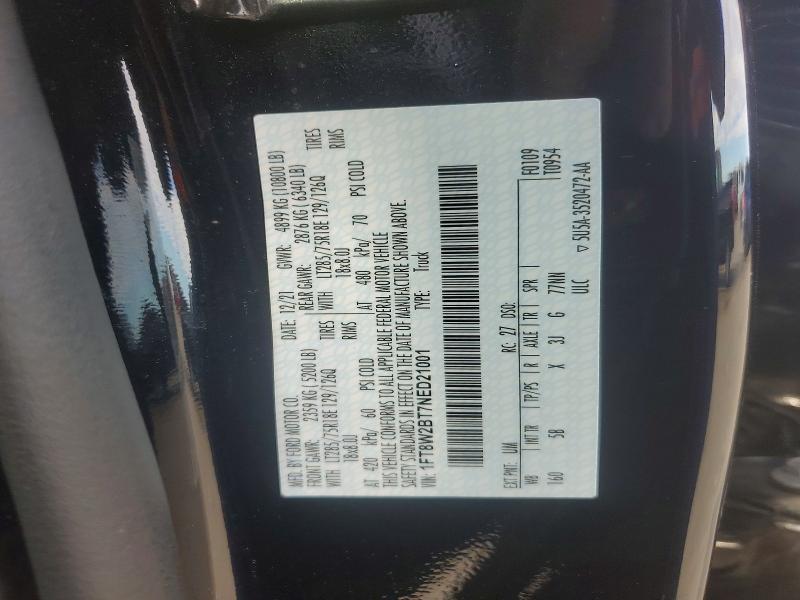 MFD. BY FORD MOTOR CO.
DATE: 12/21 GVWR: 4899 KG (10800 LB)
FRONT GAWR: 2359 KG (5200 LB) REAR GAWR: 2876 KG (6340 LB)
WITH LT285/75R18E 129/126Q TIRES WITH LT285/75R18E 129/126Q TIRES
18x8.0J RIMS 18x8.0J RIMS
AT 420 kPa/ 60 PSI COLD AT 480 kPa/ 70 PSI COLD
THIS VEHICLE CONFORMS TO ALL APPLICABLE FEDERAL MOTOR VEHICLE
SAFETY STANDARDS IN EFFECT ON THE DATE OF MANUFACTURE SHOWN ABOVE.
VIN: 1FT8W2BT7NED21001 TYPE: Truck
F0109
EXT PNT: UM RC: 27 DSO: T0954
WB INT TR TP/PS R AXLE TR SPR
160 5B X 3J G 77NN
ULC 5U5A-3520472-AA